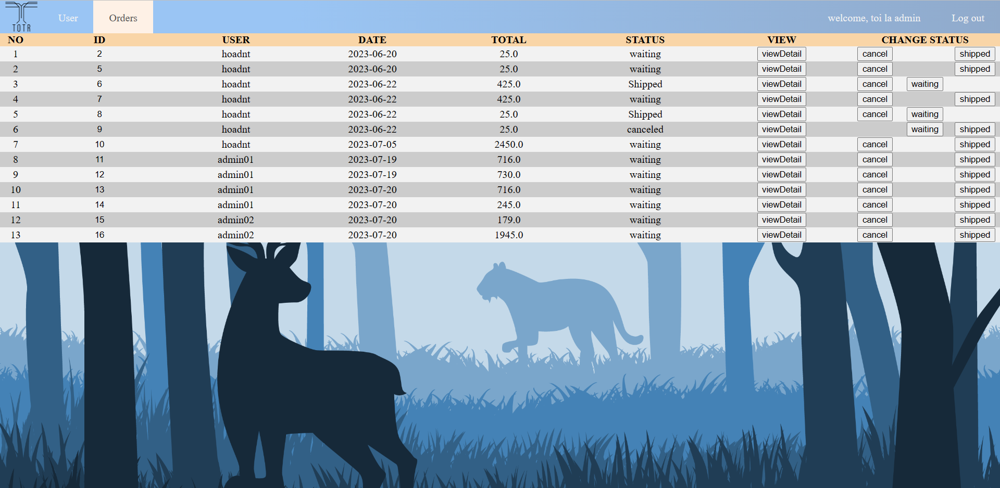 TOTR User Orders welcome, toi la admin Log out
NO ID USER DATE TOTAL STATUS VIEW CHANGE STATUS
1 2 hoadnt 2023-06-20 25.0 waiting viewDetail cancel shipped
2 5 hoadnt 2023-06-20 25.0 waiting viewDetail cancel shipped
3 6 hoadnt 2023-06-22 425.0 Shipped viewDetail cancel waiting
4 7 hoadnt 2023-06-22 425.0 waiting viewDetail cancel shipped
5 8 hoadnt 2023-06-22 25.0 Shipped viewDetail cancel waiting
6 9 hoadnt 2023-06-22 25.0 canceled viewDetail waiting shipped
7 10 hoadnt 2023-07-05 2450.0 waiting viewDetail cancel shipped
8 11 admin01 2023-07-19 716.0 waiting viewDetail cancel shipped
9 12 admin01 2023-07-19 730.0 waiting viewDetail cancel shipped
10 13 admin01 2023-07-20 716.0 waiting viewDetail cancel shipped
11 14 admin01 2023-07-20 245.0 waiting viewDetail cancel shipped
12 15 admin02 2023-07-20 179.0 waiting viewDetail cancel shipped
13 16 admin02 2023-07-20 1945.0 waiting viewDetail cancel shipped